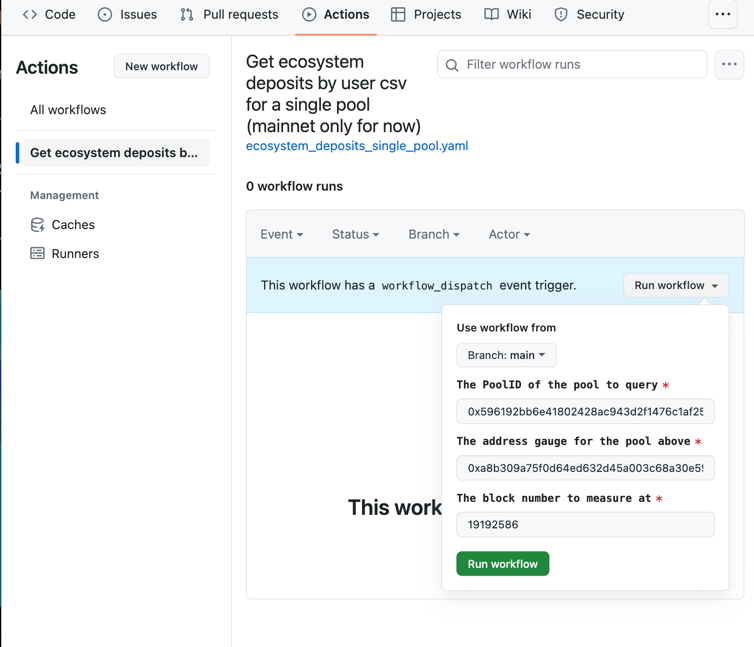 Code Issues Pull requests Actions Projects Wiki Security
Actions
New workflow
All workflows
Get ecosystem deposits b...
Management
Caches
Runners
Get ecosystem
deposits by user csv
for a single pool
(mainnet only for now)
ecosystem_deposits_single_pool.yaml
Filter workflow runs
0 workflow runs
Event Status Branch Actor
This workflow has a workflow_dispatch event trigger.
Run workflow
This work
Use workflow from
Branch: main
The PoolID of the pool to query *
0x596192bb6e41802428ac943d2f1476c1af25
The address gauge for the pool above *
0xa8b309a75f0d64ed632d45a003c68a30e59
The block number to measure at *
19192586
Run workflow